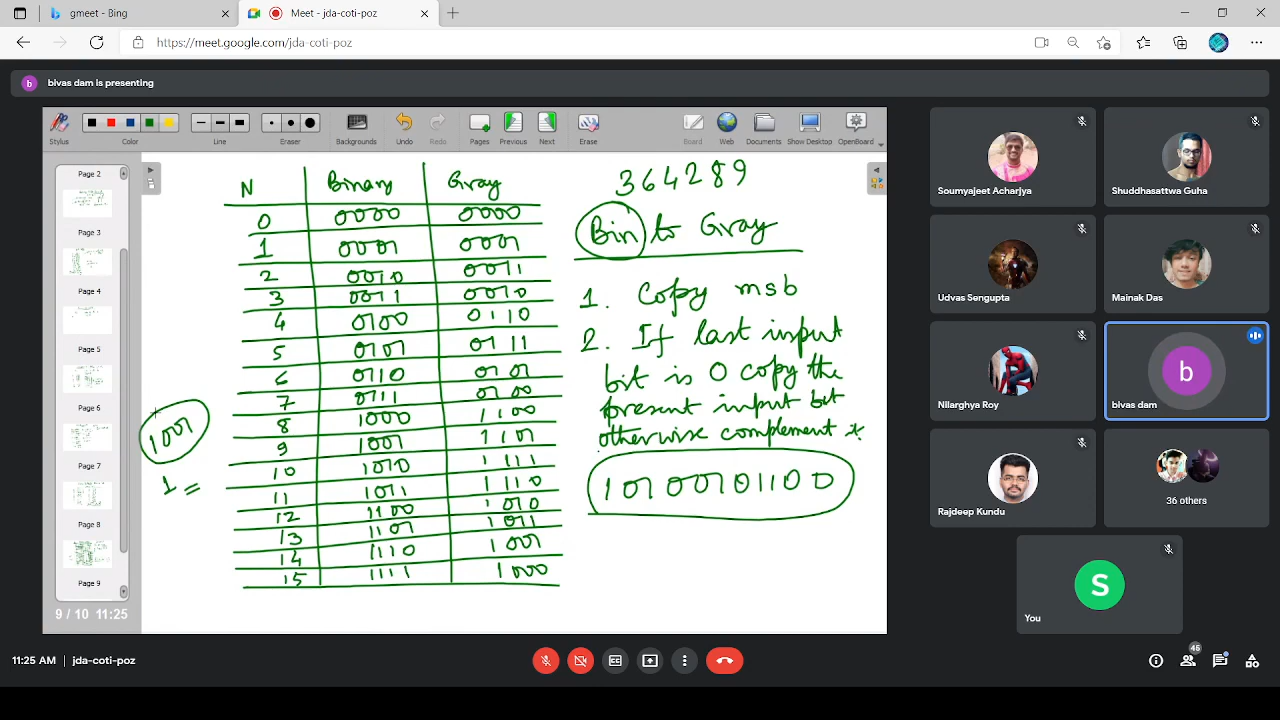 gmeet - Bing
Meet - jda-coti-poz
https://meet.google.com/jda-coti-poz
b
bivas dam is presenting
Stylus
Color
Line
Eraser
Backgrounds
Undo
Redo
Pages
Previous
Next
Erase
Board
Web
Documents
Desktop
OpenBoard
Page 2
Page 3
Page 4
Page 5
Page 6
Page 7
Page 8
Page 9
9 / 10 11:25
N Binary Gray
0 0000 0000
1 0001 0001
2 0010 0011
3 0011 0010
4 0100 0110
5 0101 0111
6 0110 0101
7 0111 0100
8 1000 1100
9 1001 1101
10 1010 1111
11 1011 1110
12 1100 1010
13 1101 1011
14 1110 1001
15 1111 1000
1001
1 =
364289
Bin to Gray
1. Copy msb
2. If last input
bit is 0 copy the
present input bit
otherwise complement it
101000101100
Soumyajeet Acharjya
Shuddhasattwa Guha
Udvas Sengupta
Mainak Das
Nilarghya Roy
b
bivas dam
Rajdeep Kundu
36 others
S
You
11:25 AM | jda-coti-poz
45